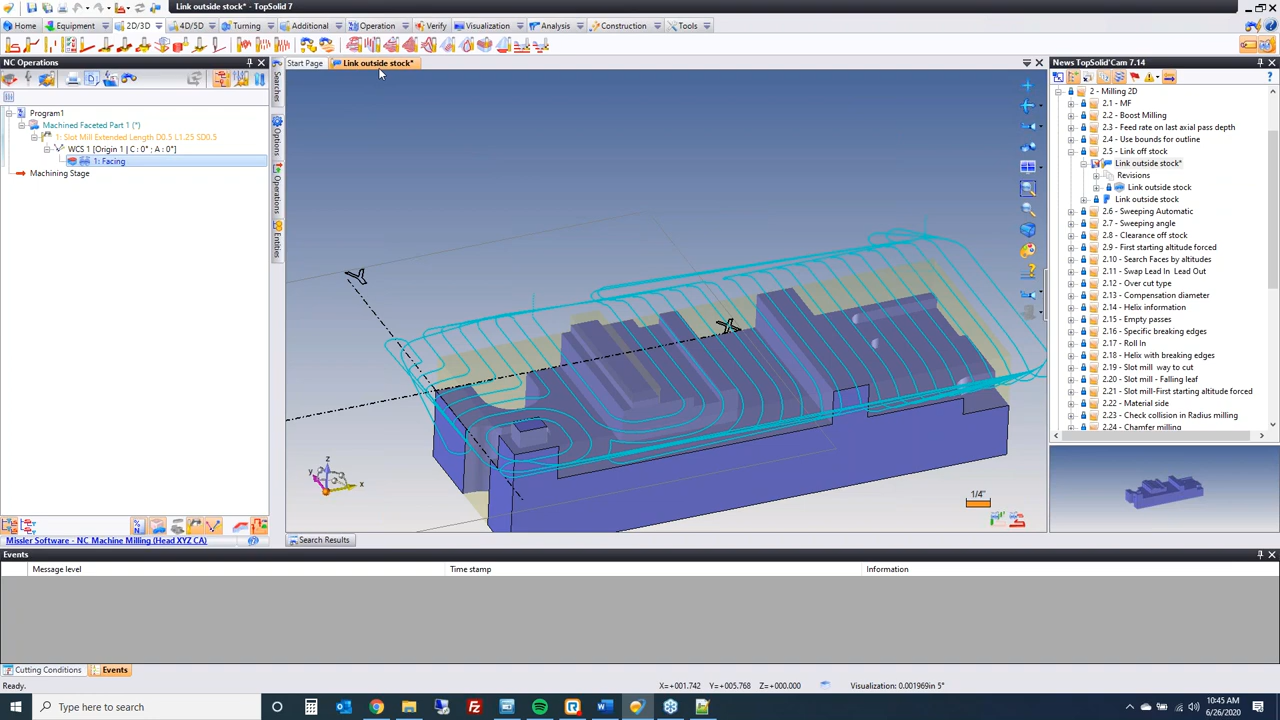 Link outside stock* - TopSolid 7
Home Equipment 2D/3D 4D/5D Turning Additional Operation Verify Visualization Analysis Construction Tools
NC Operations
Start Page Link outside stock*
News TopSolid'Cam 7.14
Program1
Machined Faceted Part 1 (*)
1: Slot Mill Extended Length D0.5 L1.25 SD0.5
WCS 1 [Origin 1 | C : 0° ; A : 0°]
1: Facing
Machining Stage
Missler Software - NC Machine Milling (Head XYZ CA)
Searches
Options
Operations
Entities
Y
X
z
y
x
1/4"
Search Results
2 - Milling 2D
2.1 - MF
2.2 - Boost Milling
2.3 - Feed rate on last axial pass depth
2.4 - Use bounds for outline
2.5 - Link off stock
Link outside stock*
Revisions
Link outside stock
Link outside stock
2.6 - Sweeping Automatic
2.7 - Sweeping angle
2.8 - Clearance off stock
2.9 - First starting altitude forced
2.10 - Search Faces by altitudes
2.11 - Swap Lead In Lead Out
2.12 - Over cut type
2.13 - Compensation diameter
2.14 - Helix information
2.15 - Empty passes
2.16 - Specific breaking edges
2.17 - Roll In
2.18 - Helix with breaking edges
2.19 - Slot mill way to cut
2.20 - Slot mill - Falling leaf
2.21 - Slot mill-First starting altitude forced
2.22 - Material side
2.23 - Check collision in Radius milling
2.24 - Chamfer milling
Events
Message level Time stamp Information
Cutting Conditions Events
Ready. X=+001.742 Y=+005.768 Z=+000.000 Visualization: 0.001969in 5°
Type here to search
10:45 AM
6/26/2020